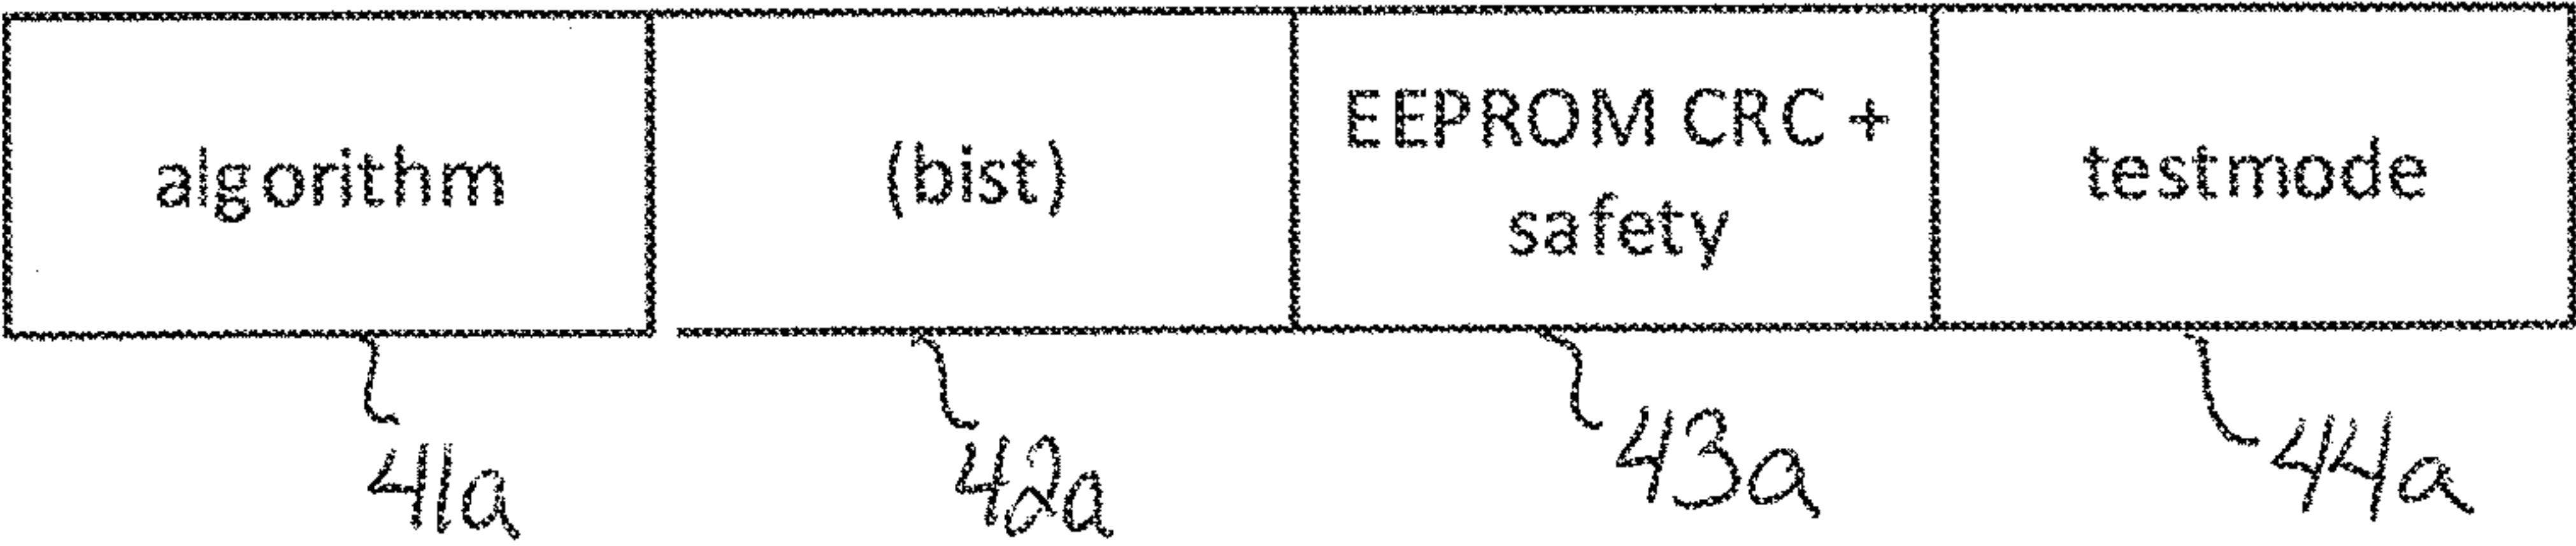 algorithm
(bist)
EEPROM CRC +
safety
testmode
41a
42a
43a
44a